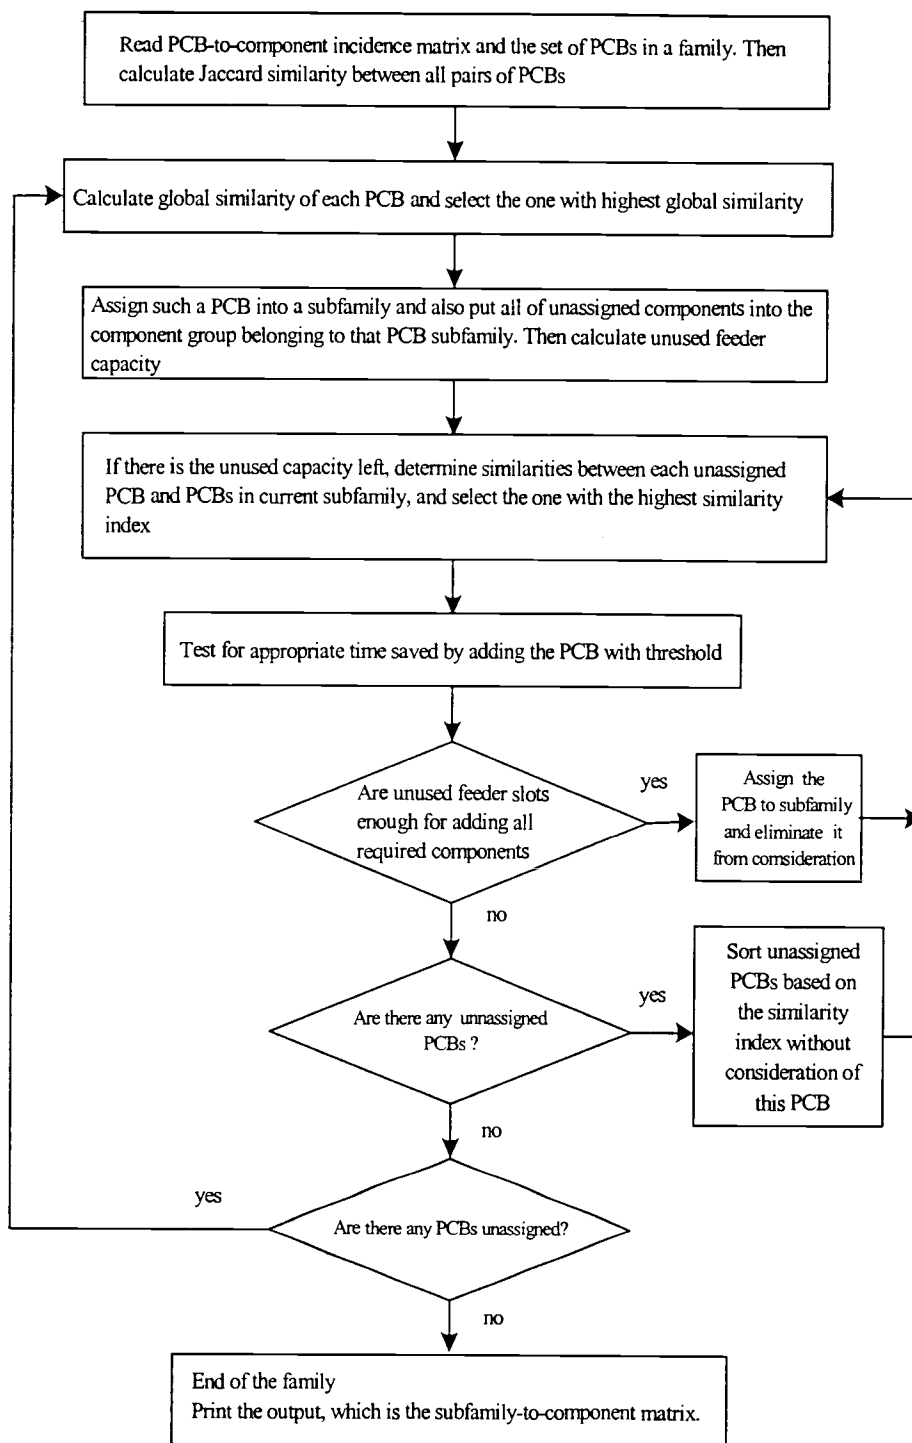 Read PCB-to-component incidence matrix and the set of PCBs in a family. Then
calculate Jaccard similarity between all pairs of PCBs
Calculate global similarity of each PCB and select the one with highest global similarity
Assign such a PCB into a subfamily and also put all of unassigned components into the
component group belonging to that PCB subfamily. Then calculate unused feeder
capacity
If there is the unused capacity left, determine similarities between each unassigned
PCB and PCBs in current subfamily, and select the one with the highest similarity
index
Test for appropriate time saved by adding the PCB with threshold
Are unused feeder slots
enough for adding all
required components
yes
Assign the
PCB to subfamily
and eliminate it
from comsideration
no
Are there any unnassigned
PCBs ?
yes
Sort unassigned
PCBs based on
the similarity
index without
consideration of
this PCB
no
yes
Are there any PCBs unassigned?
no
End of the family
Print the output, which is the subfamily-to-component matrix.